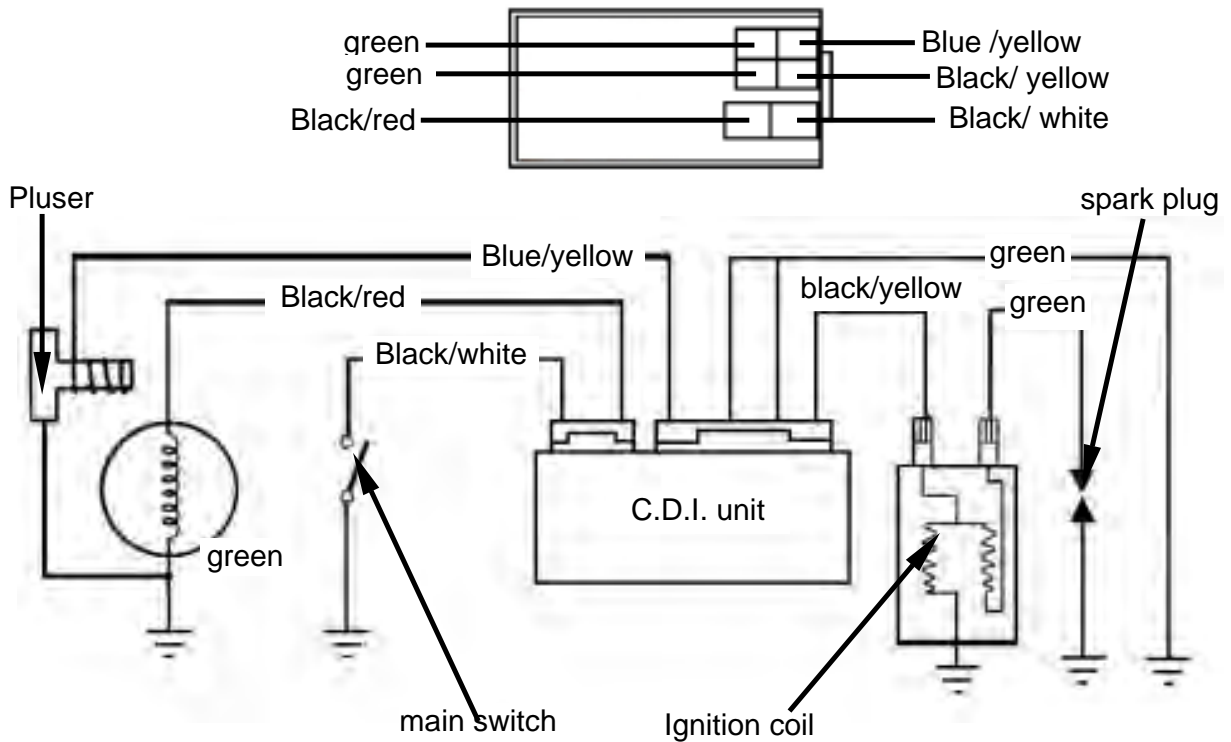 green
Blue /yellow
green
Black/ yellow
Black/red
Black/ white
Pluser
spark plug
Blue/yellow
green
Black/red
black/yellow
green
Black/white
C.D.I. unit
green
main switch
Ignition coil